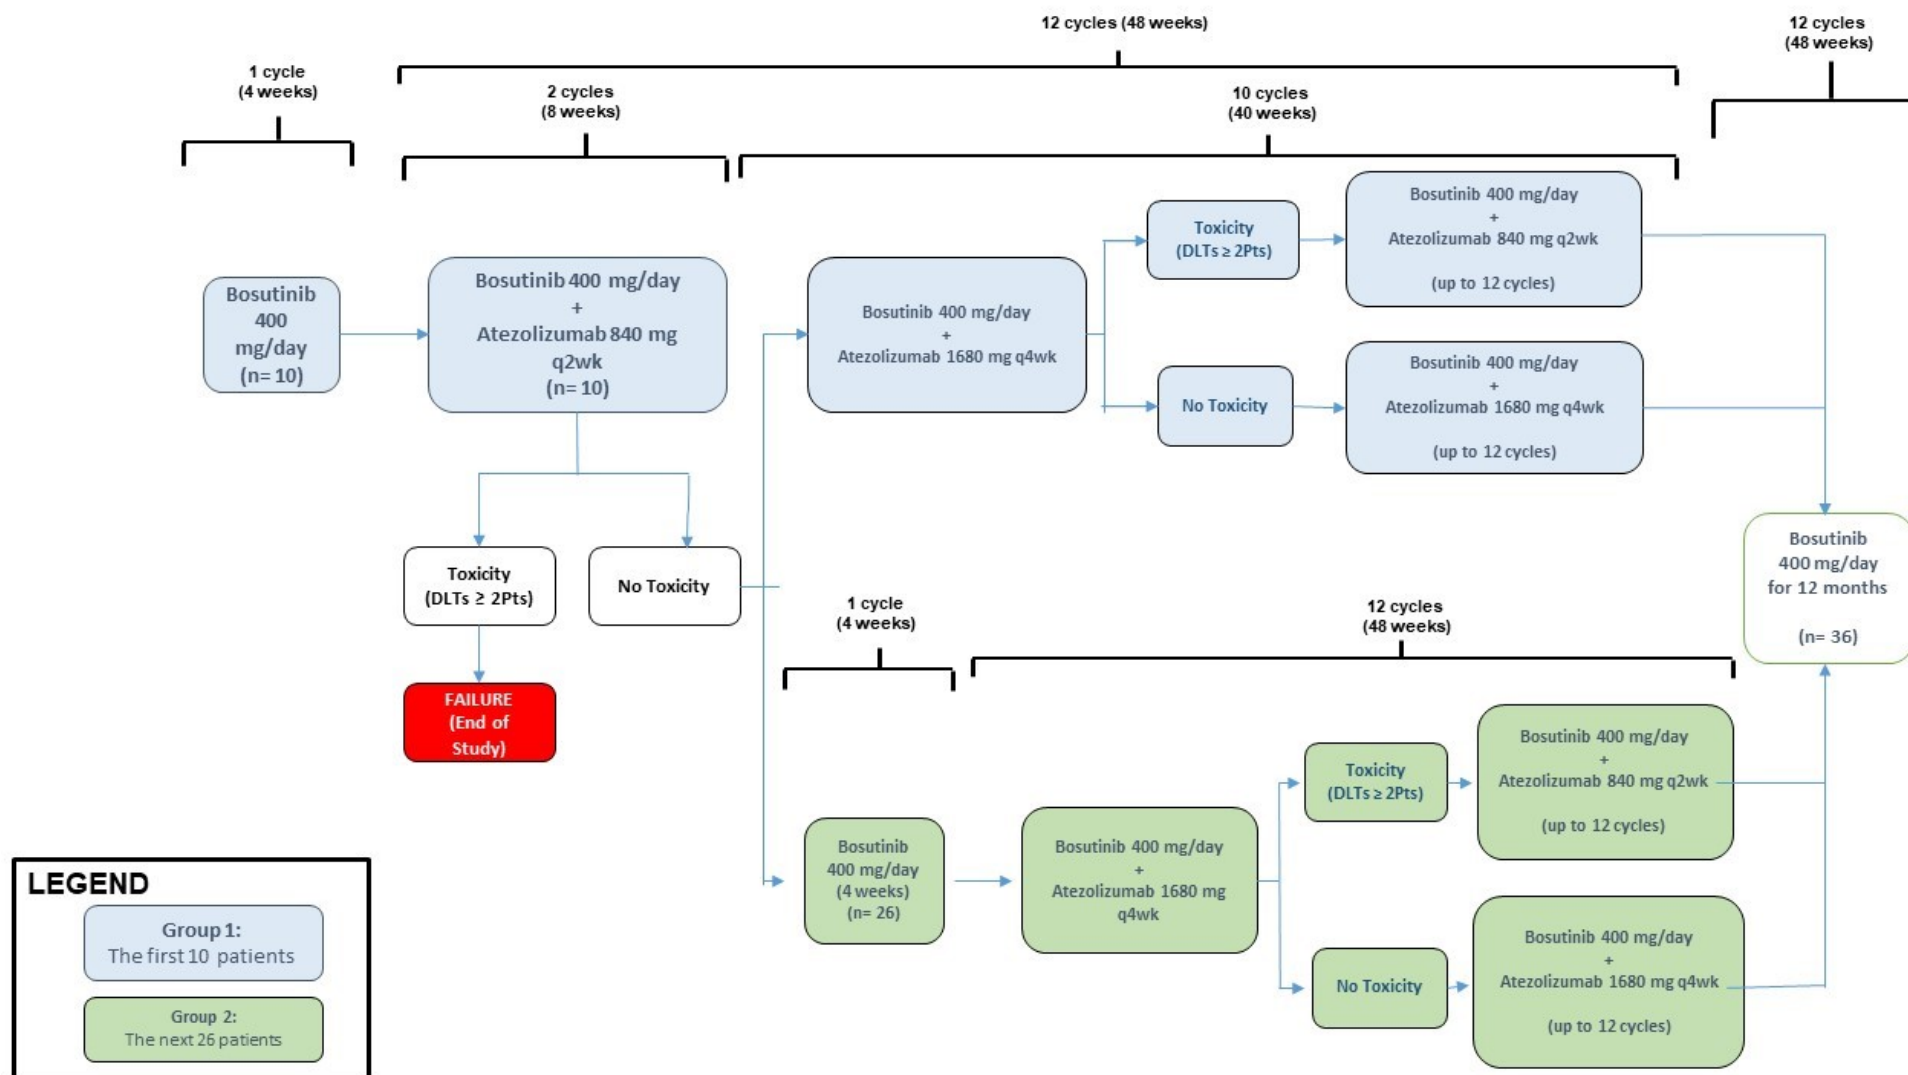 12 cycles (48 weeks)
12 cycles
(48 weeks)
1 cycle
(4 weeks)
2 cycles
(8 weeks)
10 cycles
(40 weeks)
Bosutinib
400
mg/day
(n= 10)
Bosutinib 400 mg/day
+
Atezolizumab 840 mg
q2wk
(n= 10)
Bosutinib 400 mg/day
+
Atezolizumab 1680 mg q4wk
Toxicity
(DLTs ≥ 2Pts)
Bosutinib 400 mg/day
+
Atezolizumab 840 mg q2wk
(up to 12 cycles)
No Toxicity
Bosutinib 400 mg/day
+
Atezolizumab 1680 mg q4wk
(up to 12 cycles)
Toxicity
(DLTs ≥ 2Pts)
No Toxicity
FAILURE
(End of
Study)
Bosutinib
400 mg/day
for 12 months
(n= 36)
1 cycle
(4 weeks)
12 cycles
(48 weeks)
Bosutinib
400 mg/day
(4 weeks)
(n= 26)
Bosutinib 400 mg/day
+
Atezolizumab 1680 mg
q4wk
Toxicity
(DLTs ≥ 2Pts)
Bosutinib 400 mg/day
+
Atezolizumab 840 mg q2wk
(up to 12 cycles)
No Toxicity
Bosutinib 400 mg/day
+
Atezolizumab 1680 mg q4wk
(up to 12 cycles)
LEGEND
Group 1:
The first 10 patients
Group 2:
The next 26 patients